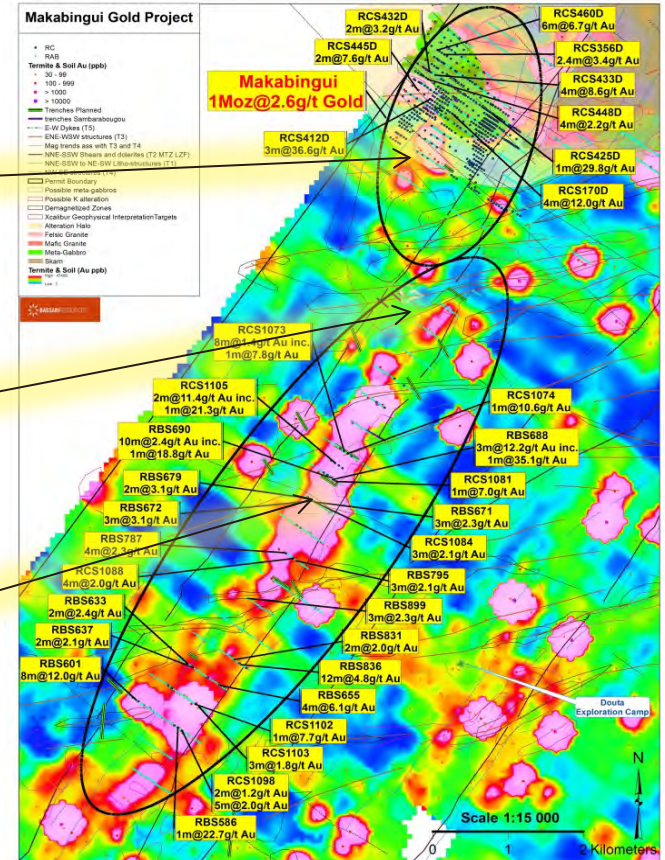 Makabingui Gold Project
RC
RAB
Termite & Soil Au (ppb)
30 - 99
100 - 999
> 1000
> 10000
Trenches Planned
trenches Sambarabougou
E-W Dykes (T5)
ENE-WSW structures (T3)
Mag trends ass with T3 and T4
NNE-SSW Shears and dolerites (T2 MTZ LZF)
NNE-SSW to NE-SW Litho-structures (T1)
Permit Boundary
Possible meta-gabbros
Possible K alteration
Demagnetized Zones
Xcalibur Geophysical Interpretation Targets
Alteration Halo
Felsic Granite
Mafic Granite
Meta-Gabbro
Skarn
Termite & Soil (Au ppb)
BASSARI RESOURCES
RCS432D
2m@3.2g/t Au
RCS445D
2m@7.6g/t Au
Makabingui
1Moz@2.6g/t Gold
RCS412D
3m@36.6g/t Au
RCS460D
6m@6.7g/t Au
RCS356D
2.4m@3.4g/t Au
RCS433D
4m@8.6g/t Au
RCS448D
4m@2.2g/t Au
RCS425D
1m@29.8g/t Au
RCS170D
4m@12.0g/t Au
RCS1073
8m@1.4g/t Au inc.
1m@7.8g/t Au
RCS1105
2m@11.4g/t Au inc.
1m@21.3g/t Au
RBS690
10m@2.4g/t Au inc.
1m@18.8g/t Au
RBS679
2m@3.1g/t Au
RBS672
3m@3.1g/t Au
RBS787
4m@2.3g/t Au
RCS1088
4m@2.0g/t Au
RBS633
2m@2.4g/t Au
RBS637
2m@2.1g/t Au
RBS601
8m@12.0g/t Au
RCS1074
1m@10.6g/t Au
RBS688
3m@12.2g/t Au inc.
1m@35.1g/t Au
RCS1081
1m@7.0g/t Au
RBS671
3m@2.3g/t Au
RCS1084
3m@2.1g/t Au
RBS795
3m@2.1g/t Au
RBS899
3m@2.3g/t Au
RBS831
2m@2.0g/t Au
RBS836
12m@4.8g/t Au
RBS655
4m@6.1g/t Au
RCS1102
1m@7.7g/t Au
RCS1103
3m@1.8g/t Au
RCS1098
2m@1.2g/t Au
5m@2.0g/t Au
RBS586
1m@22.7g/t Au
Douta
Exploration Camp
N
Scale 1:15 000
0 1 2 Kilometers